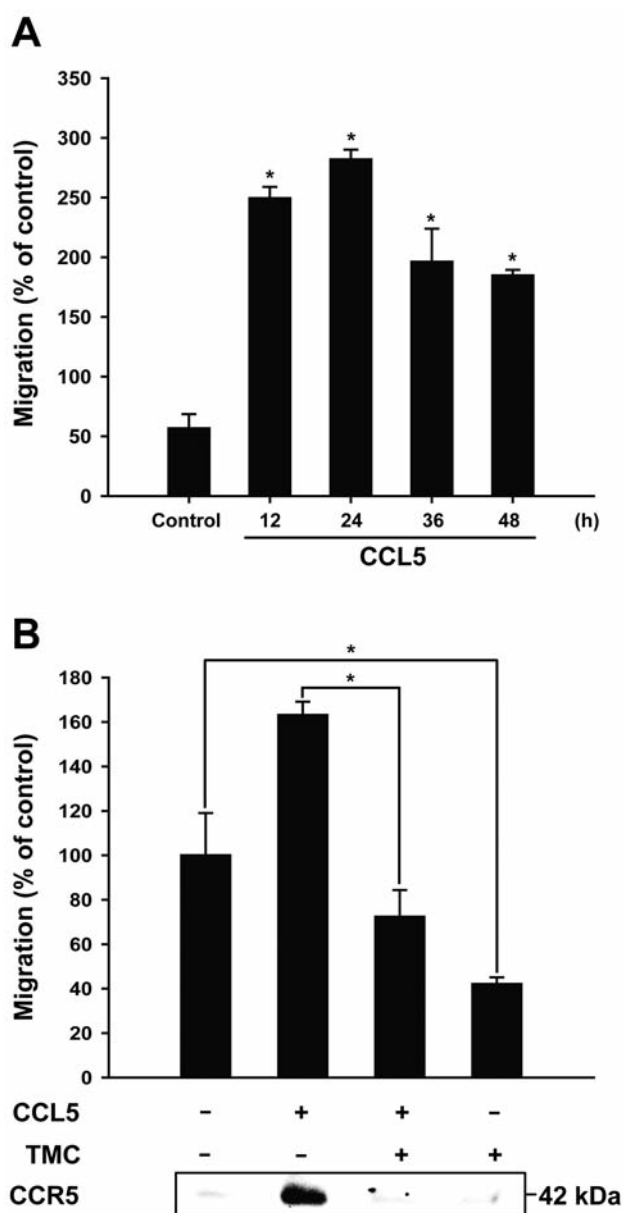 A
Migration (% of control)
350
300
250
200
150
100
50
0
* * * *
Control 12 24 36 48 (h)
CCL5
B
Migration (% of control)
180
160
140
120
100
80
60
40
20
0
*
*
CCL5 – + + –
TMC – – + +
CCR5 42 kDa